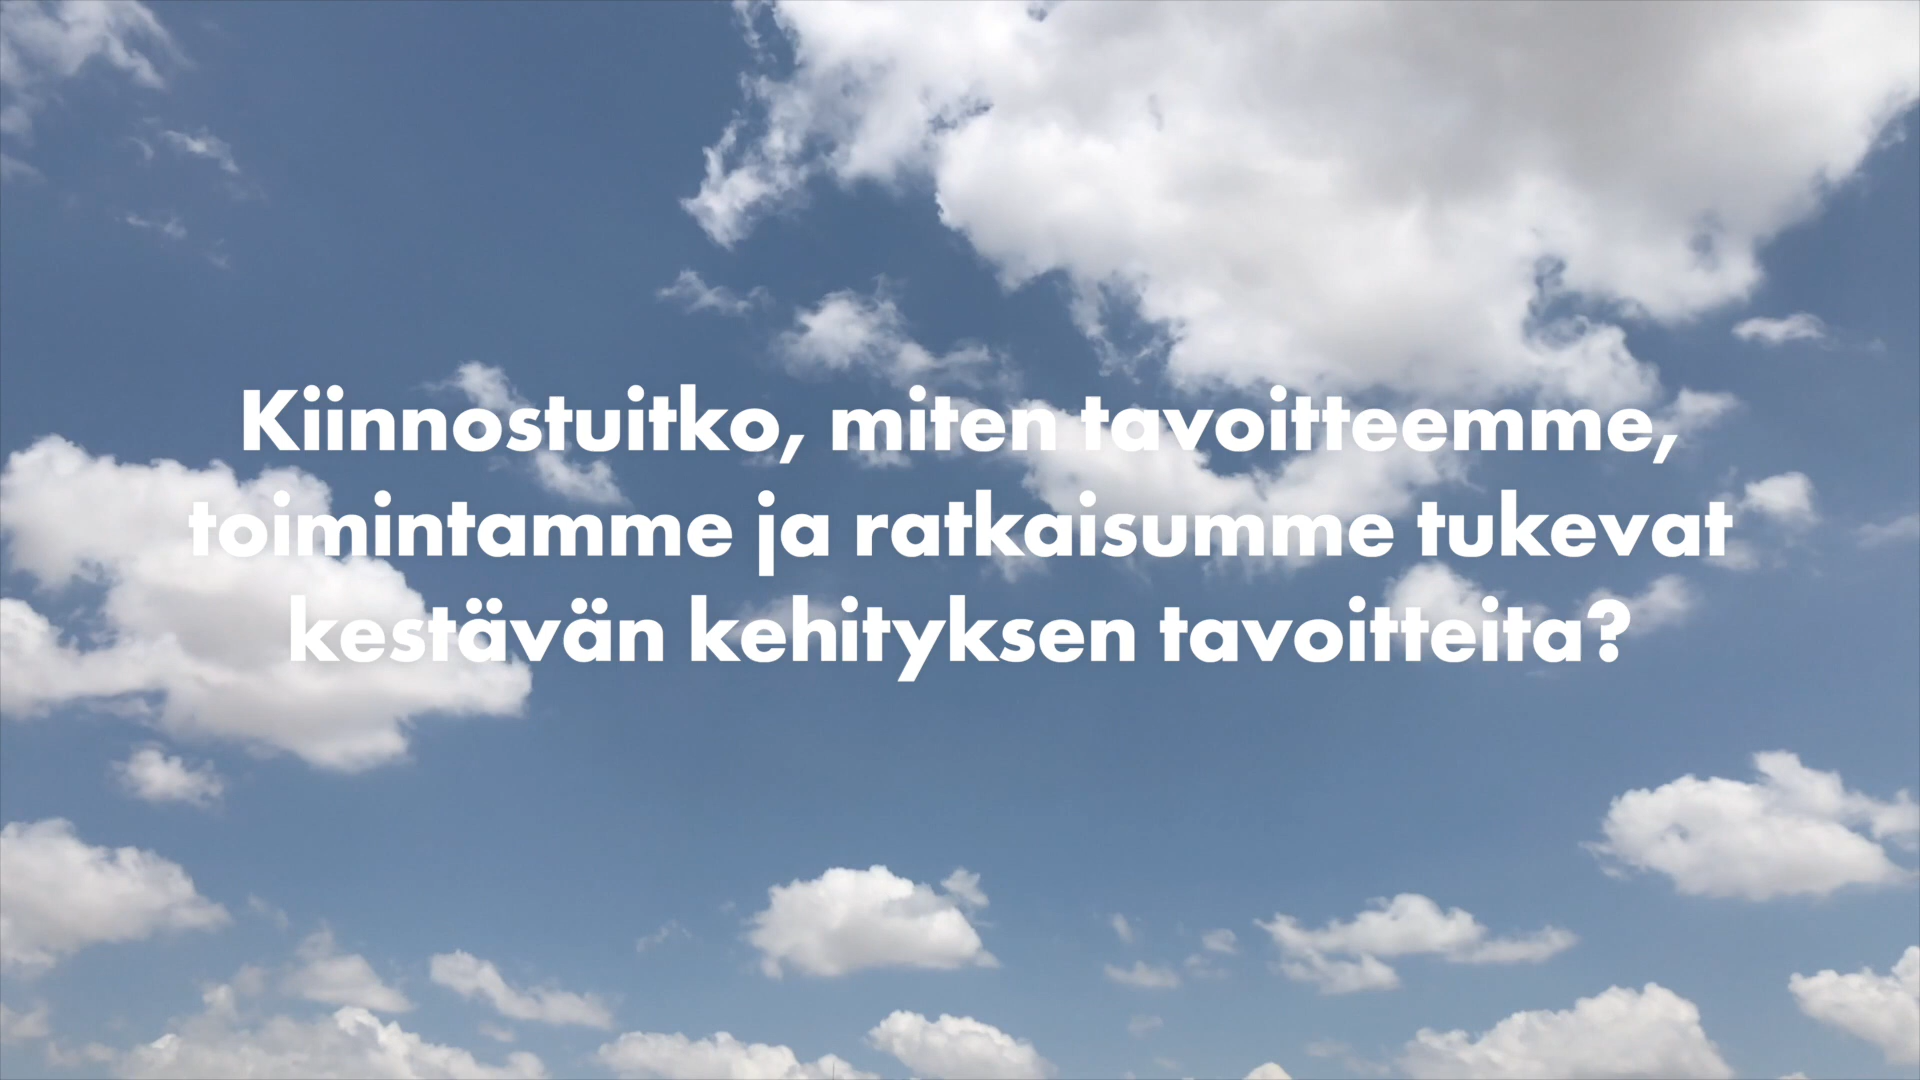 Kiinnostuitko, miten tavoitteemme,
toimintamme ja ratkaisumme tukevat
kestävän kehityksen tavoitteita?